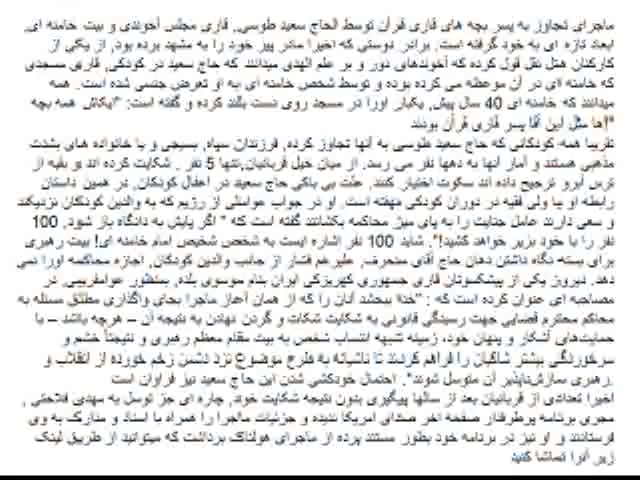 ماجرای تجاوز به پسر بچه های قاری قرآن توسط الحاج سعید طوسی، قاری مجلس آخوندی و بیت خامنه ای،
ابعاد تازه ای به خود گرفته است. برادر دوستی که اخیرا مادر پیر خود را به مشهد برده بود، از یکی از
کارکنان هتل نقل قول کرده که آخوندهای دور و بر علم الهدی میدانند که حاج سعید در کودکی، قاری مسجدی
که خامنه ای در آن موعظه می کرده بوده و توسط شخص خامنه ای به او تعرض جنسی شده است. همه
میدانند که خامنه ای 40 سال پیش، یکبار اورا در مسجد روی دست بلند کرده و گفته است: "ایکاش همه بچه
ها مثل این آقا پسر قاری قرآن بودند"
تقریبا همه کودکانی که حاج سعید طوسی به آنها تجاوز کرده، فرزندان سپاه، بسیجی و یا خانواده های بشدت
مذهبی هستند و آمار آنها به دهها نفر می رسد. از میان خیل قربانیان،تنها 5 نفر . شکایت کرده اند و بقیه از
ترس آبرو ترجیح داده اند سکوت اختیار کنند. علت بی باکی حاج سعید در اغفال کودکان، در همین داستان
رابطه او با ولی فقیه در دوران کودکی نهفته است. او در جواب عواملی از رژیم که به والدین کودکان نزدیکند
و سعی دارند عامل جنایت را به پای میز محاکمه بکشانند گفته است که " اگر پایش به دادگاه باز شود، 100
نفر را با خود بزیر خواهد کشید!". شاید 100 نفر اشاره ایست به شخص شخیص امام خامنه ای! بیت رهبری
برای بسته نگاه داشتن دهان حاج آقای منحرف، علیرغم فشار از جانب والدین کودکان، اجازه محاکمه اورا نمی
دهد. دیروز یکی از پیشکسوتان قاری جمهوری کهریزکی ایران بنام موسوی بلده، بمنظور عوامفریبی، در
مصاحبه ای عنوان کرده است که : "خدا ببخشد آنان را که از همان آغاز ماجرا بجای واگذاری مطلق مسئله به
محاکم محترم قضایی جهت رسیدگی قانونی به شکایت شکات و گردن نهادن به نتیجه آن – هرچه باشد – با
حمایت‌های آشکار و پنهان خود، زمینه تشبهه انتساب شخص به بیت مقام معظم رهبری و نتیجتاً خشم و
سرخوردگی بیشتر شاکیان را فراهم کردند تا ناشیانه به طرح موضوع نزد دشمن زخم خورده از انقلاب و
رهبری سازش‌ناپذیر آن متوسل شوند". احتمال خودکشی شدن این حاج سعید نیز فراوان است.
اخیرا تعدادی از قربانیان بعد از سالها پیگیری بدون نتیجه شکایت خود، چاره ای جز توسل به مهدی فلاحتی ,
مجری برنامه پرطرفدار صفحه آخر صدای امریکا ندیده و جزئیات ماجرا را همراه با اسناد و مدارک به وی
فرستادند و او نیز در برنامه خود بطور مستند پرده از ماجرای هولناک برداشت که میتوانید از طریق لینک
زیر آنرا تماشا کنید